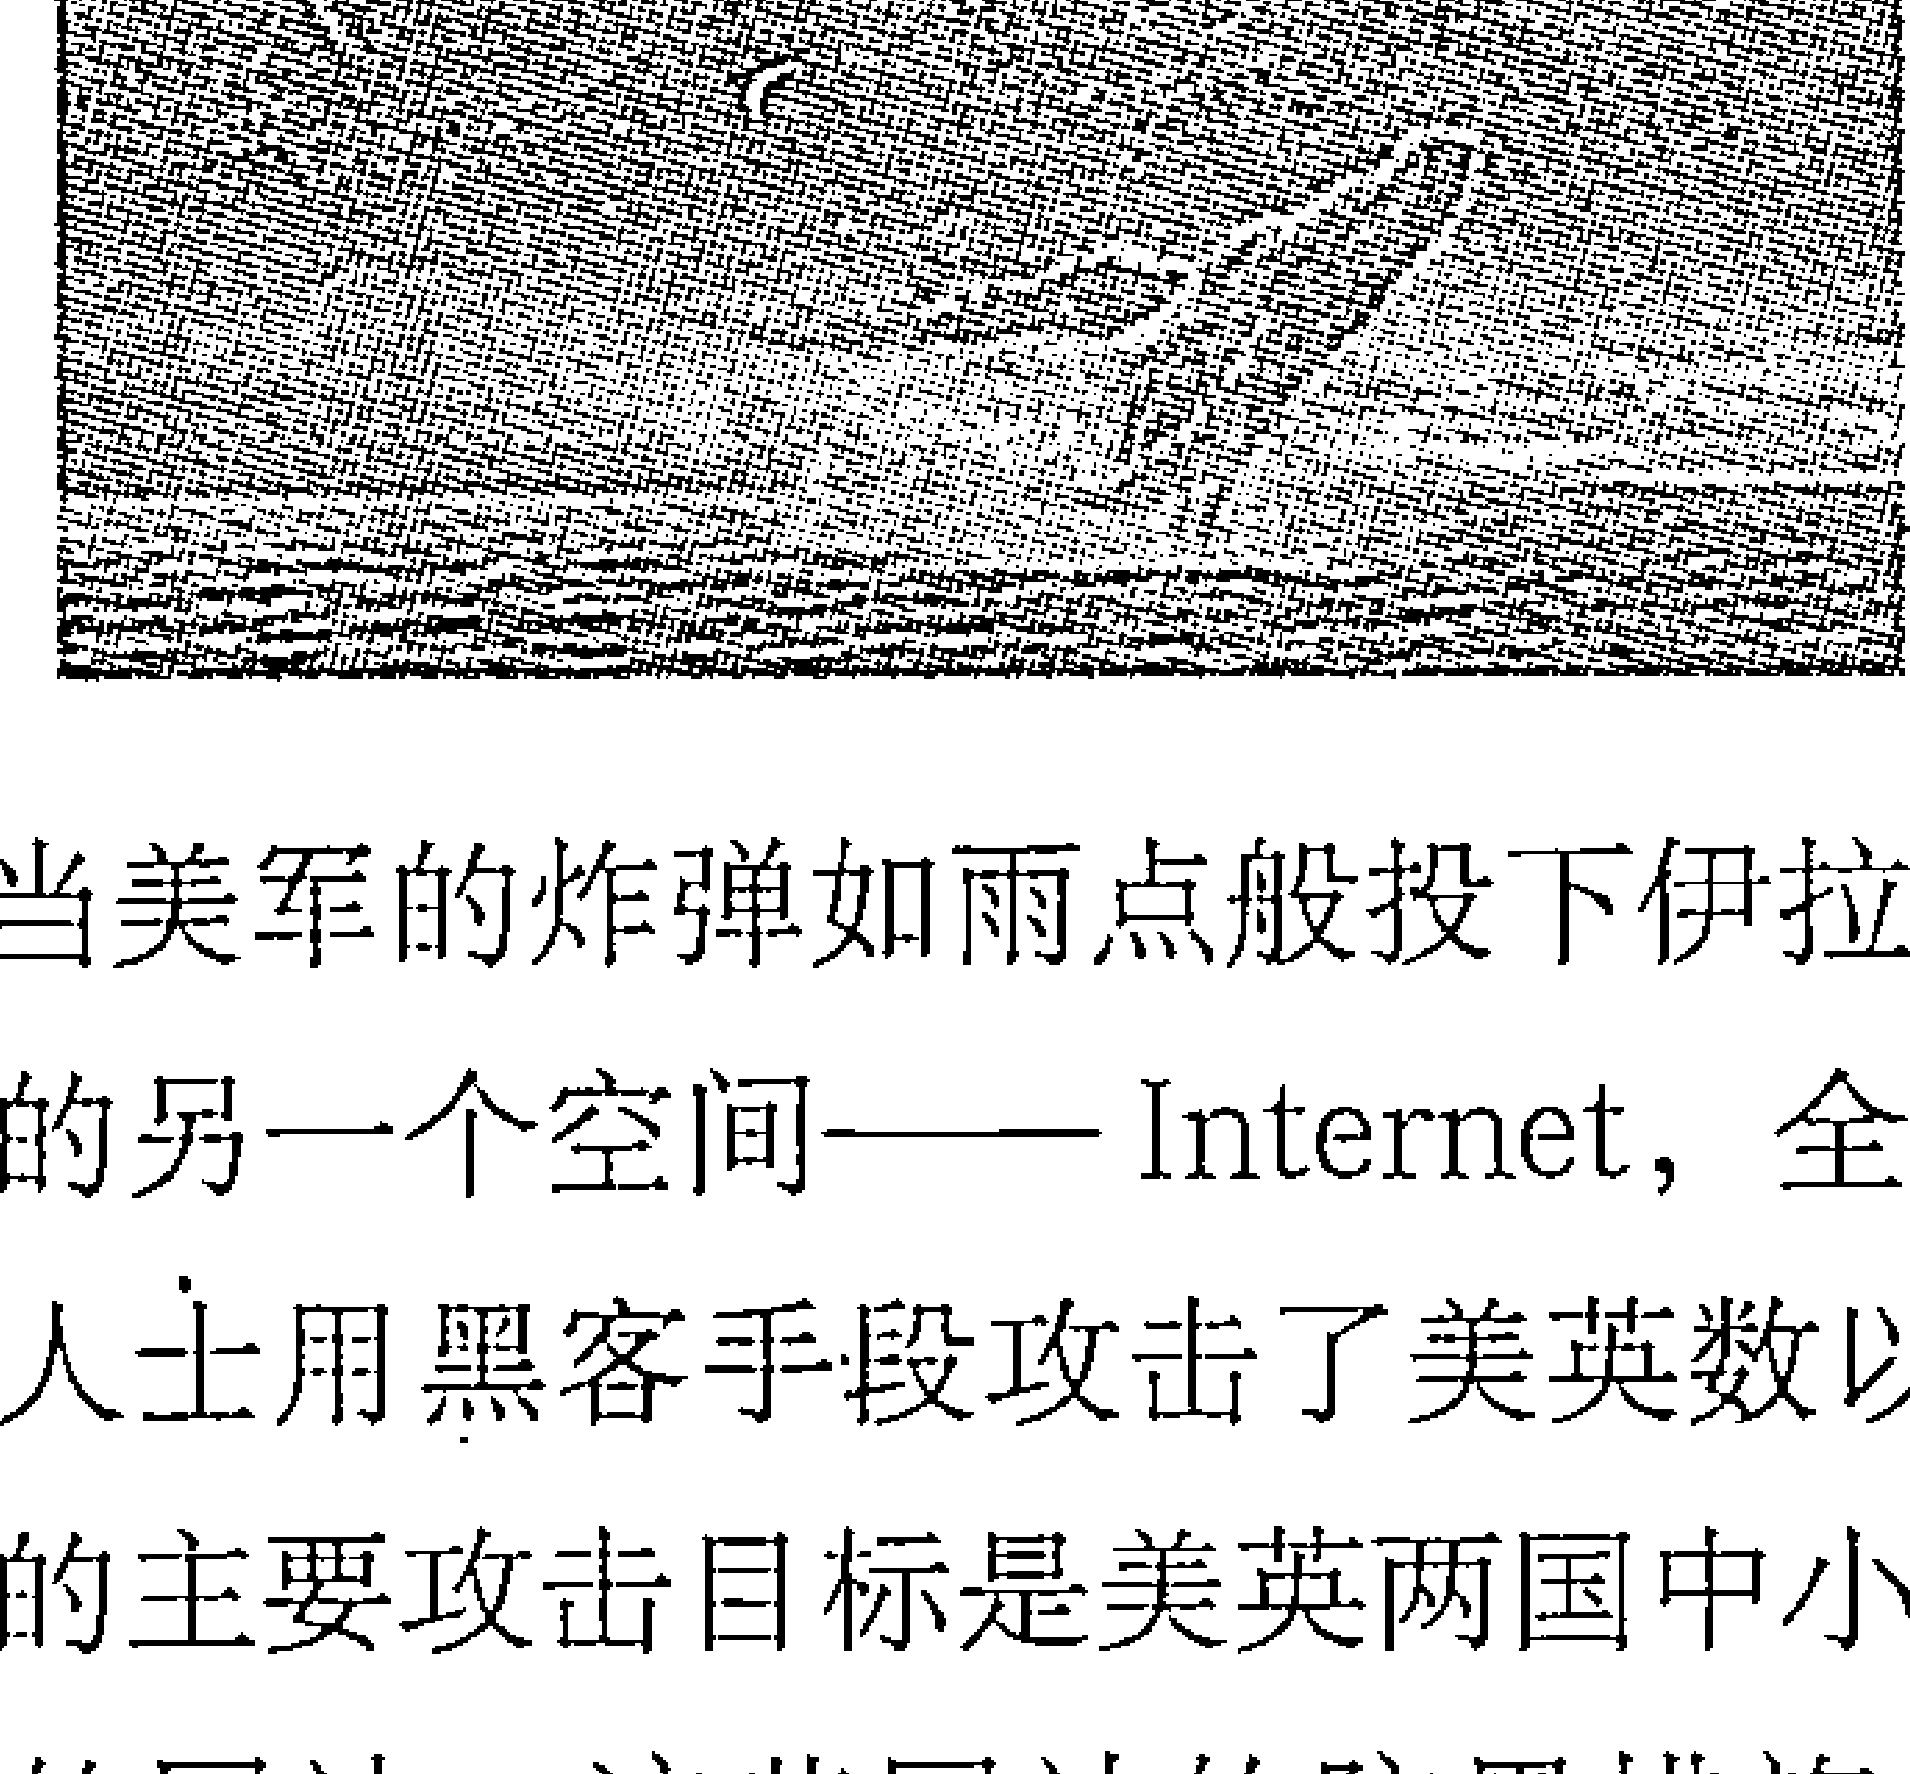 当美军的炸弹如雨点般投下伊拉
的另一个空间——Internet，全
人士用黑客手段攻击了美英数以
的主要攻击目标是美英两国中小